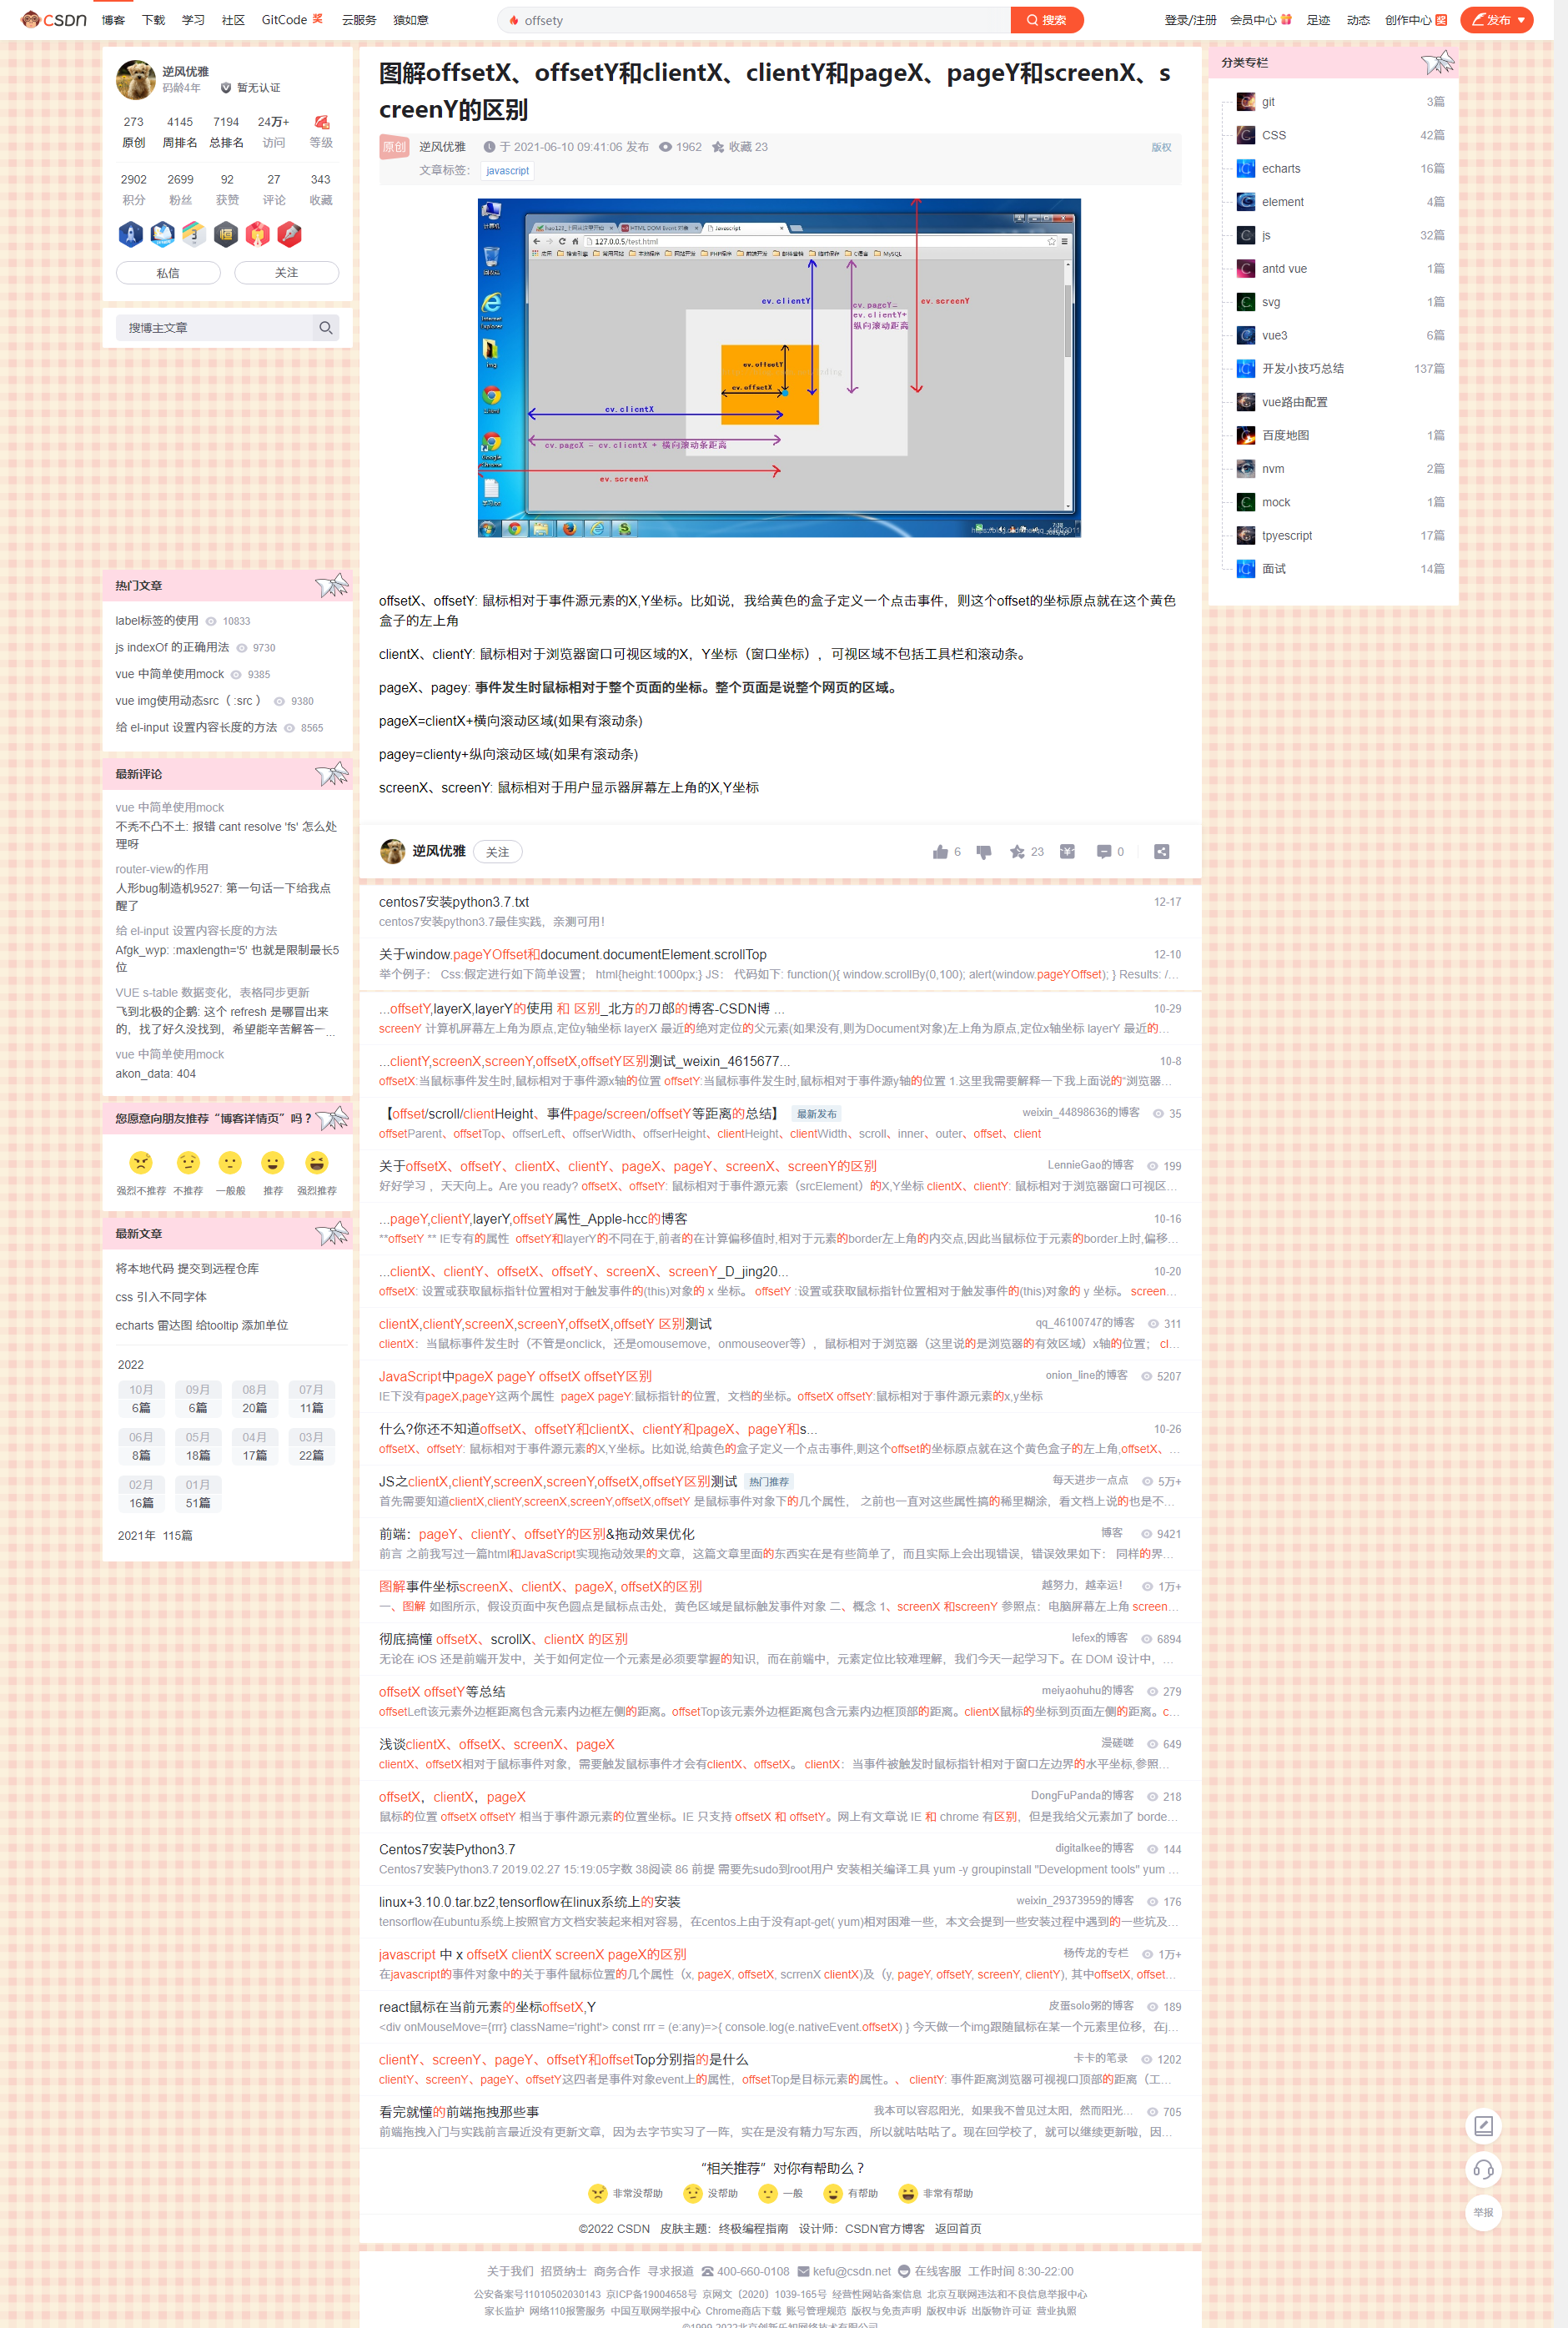 CSDN 博客 下载 学习 社区 GitCode 奖 云服务 猿如意 offsety 搜索 登录/注册 会员中心 足迹 动态 创作中心 奖 发布
逆风优雅
码龄4年 暂无认证
273 4145 7194 24万+
原创 周排名 总排名 访问 等级
2902 2699 92 27 343
积分 粉丝 获赞 评论 收藏
私信 关注
搜博主文章
热门文章
label标签的使用 10833
js indexOf 的正确用法 9730
vue 中简单使用mock 9385
vue img使用动态src（:src ） 9380
给 el-input 设置内容长度的方法 8565
最新评论
vue 中简单使用mock
不秃不凸不土: 报错 cant resolve 'fs' 怎么处
理呀
router-view的作用
人形bug制造机9527: 第一句话一下给我点
醒了
给 el-input 设置内容长度的方法
Afgk_wyp: :maxlength='5' 也就是限制最长5
位
VUE s-table 数据变化，表格同步更新
飞到北极的企鹅: 这个 refresh 是哪冒出来
的，找了好久没找到，希望能辛苦解答一 ...
vue 中简单使用mock
akon_data: 404
您愿意向朋友推荐“博客详情页”吗？
强烈不推荐 不推荐 一般般 推荐 强烈推荐
最新文章
将本地代码 提交到远程仓库
css 引入不同字体
echarts 雷达图 给tooltip 添加单位
2022
10月 09月 08月 07月
6篇 6篇 20篇 11篇
06月 05月 04月 03月
8篇 18篇 17篇 22篇
02月 01月
16篇 51篇
2021年 115篇
图解offsetX、offsetY和clientX、clientY和pageX、pageY和screenX、s
creenY的区别
原创 逆风优雅 于 2021-06-10 09:41:06 发布 1962 收藏 23 版权
文章标签： javascript
127.0.0.5/test.html
ev.clientY
ev.pageY=
ev.clientY+
纵向滚动距离
ev.screenY
ev.offsetY
ev.offsetX
ev.clientX
ev.pageX = ev.clientX + 横向滚动条距离
ev.screenX
offsetX、offsetY: 鼠标相对于事件源元素的X,Y坐标。比如说，我给黄色的盒子定义一个点击事件，则这个offset的坐标原点就在这个黄色
盒子的左上角
clientX、clientY: 鼠标相对于浏览器窗口可视区域的X，Y坐标（窗口坐标），可视区域不包括工具栏和滚动条。
pageX、pagey: 事件发生时鼠标相对于整个页面的坐标。整个页面是说整个网页的区域。
pageX=clientX+横向滚动区域(如果有滚动条)
pagey=clienty+纵向滚动区域(如果有滚动条)
screenX、screenY: 鼠标相对于用户显示器屏幕左上角的X,Y坐标
逆风优雅 关注 6 23 0
centos7安装python3.7.txt 12-17
centos7安装python3.7最佳实践，亲测可用!
关于window.pageYOffset和document.documentElement.scrollTop 12-10
举个例子： Css:假定进行如下简单设置； html{height:1000px;} JS： 代码如下: function(){ window.scrollBy(0,100); alert(window.pageYOffset); } Results: /…
...offsetY,layerX,layerY的使用 和 区别_北方的刀郎的博客-CSDN博 ... 10-29
screenY 计算机屏幕左上角为原点,定位y轴坐标 layerX 最近的绝对定位的父元素(如果没有,则为Document对象)左上角为原点,定位x轴坐标 layerY 最近的…
...clientY,screenX,screenY,offsetX,offsetY区别测试_weixin_4615677... 10-8
offsetX:当鼠标事件发生时,鼠标相对于事件源x轴的位置 offsetY:当鼠标事件发生时,鼠标相对于事件源y轴的位置 1.这里我需要解释一下我上面说的“浏览器…
【offset/scroll/clientHeight、事件page/screen/offsetY等距离的总结】 最新发布 weixin_44898636的博客 35
offsetParent、offsetTop、offserLeft、offserWidth、offserHeight、clientHeight、clientWidth、scroll、inner、outer、offset、client
关于offsetX、offsetY、clientX、clientY、pageX、pageY、screenX、screenY的区别 LennieGao的博客 199
好好学习 ，天天向上。Are you ready? offsetX、offsetY: 鼠标相对于事件源元素（srcElement）的X,Y坐标 clientX、clientY: 鼠标相对于浏览器窗口可视区…
...pageY,clientY,layerY,offsetY属性_Apple-hcc的博客 10-16
**offsetY ** IE专有的属性 offsetY和layerY的不同在于,前者的在计算偏移值时,相对于元素的border左上角的内交点,因此当鼠标位于元素的border上时,偏移…
...clientX、clientY、offsetX、offsetY、screenX、screenY_D_jing20... 10-20
offsetX: 设置或获取鼠标指针位置相对于触发事件的(this)对象的 x 坐标。 offsetY :设置或获取鼠标指针位置相对于触发事件的(this)对象的 y 坐标。 screen…
clientX,clientY,screenX,screenY,offsetX,offsetY 区别测试 qq_46100747的博客 311
clientX：当鼠标事件发生时（不管是onclick，还是omousemove，onmouseover等），鼠标相对于浏览器（这里说的是浏览器的有效区域）x轴的位置； cl…
JavaScript中pageX pageY offsetX offsetY区别 onion_line的博客 5207
IE下没有pageX,pageY这两个属性 pageX pageY:鼠标指针的位置，文档的坐标。offsetX offsetY:鼠标相对于事件源元素的x,y坐标
什么?你还不知道offsetX、offsetY和clientX、clientY和pageX、pageY和s... 10-26
offsetX、offsetY: 鼠标相对于事件源元素的X,Y坐标。比如说,给黄色的盒子定义一个点击事件,则这个offset的坐标原点就在这个黄色盒子的左上角,offsetX、…
JS之clientX,clientY,screenX,screenY,offsetX,offsetY区别测试 热门推荐 每天进步一点点 5万+
首先需要知道clientX,clientY,screenX,screenY,offsetX,offsetY 是鼠标事件对象下的几个属性， 之前也一直对这些属性搞的稀里糊涂，看文档上说的也是不…
前端：pageY、clientY、offsetY的区别&拖动效果优化 博客 9421
前言 之前我写过一篇html和JavaScript实现拖动效果的文章，这篇文章里面的东西实在是有些简单了，而且实际上会出现错误，错误效果如下： 同样的界…
图解事件坐标screenX、clientX、pageX, offsetX的区别 越努力，越幸运！ 1万+
一、图解 如图所示，假设页面中灰色圆点是鼠标点击处，黄色区域是鼠标触发事件对象 二、概念 1、screenX 和screenY 参照点：电脑屏幕左上角 screen…
彻底搞懂 offsetX、scrollX、clientX 的区别 lefex的博客 6894
无论在 iOS 还是前端开发中，关于如何定位一个元素是必须要掌握的知识，而在前端中，元素定位比较难理解，我们今天一起学习下。在 DOM 设计中，…
offsetX offsetY等总结 meiyaohuhu的博客 279
offsetLeft该元素外边框距离包含元素内边框左侧的距离。offsetTop该元素外边框距离包含元素内边框顶部的距离。clientX鼠标的坐标到页面左侧的距离。c…
浅谈clientX、offsetX、screenX、pageX 漫磋嗟 649
clientX、offsetX相对于鼠标事件对象，需要触发鼠标事件才会有clientX、offsetX。 clientX：当事件被触发时鼠标指针相对于窗口左边界的水平坐标,参照…
offsetX，clientX，pageX DongFuPanda的博客 218
鼠标的位置 offsetX offsetY 相当于事件源元素的位置坐标。IE 只支持 offsetX 和 offsetY。网上有文章说 IE 和 chrome 有区别，但是我给父元素加了 borde…
Centos7安装Python3.7 digitalkee的博客 144
Centos7安装Python3.7 2019.02.27 15:19:05字数 38阅读 86 前提 需要先sudo到root用户 安装相关编译工具 yum -y groupinstall "Development tools" yum …
linux+3.10.0.tar.bz2,tensorflow在linux系统上的安装 weixin_29373959的博客 176
tensorflow在ubuntu系统上按照官方文档安装起来相对容易，在centos上由于没有apt-get( yum)相对困难一些，本文会提到一些安装过程中遇到的一些坑及…
javascript 中 x offsetX clientX screenX pageX的区别 杨传龙的专栏 1万+
在javascript的事件对象中的关于事件鼠标位置的几个属性（x, pageX, offsetX, scrrenX clientX)及（y, pageY, offsetY, screenY, clientY), 其中offsetX, offset…
react鼠标在当前元素的坐标offsetX,Y 皮蛋solo粥的博客 189
<div onMouseMove={rrr} className='right'> const rrr = (e:any)=>{ console.log(e.nativeEvent.offsetX) } 今天做一个img跟随鼠标在某一个元素里位移，在j…
clientY、screenY、pageY、offsetY和offsetTop分别指的是什么 卡卡的笔录 1202
clientY、screenY、pageY、offsetY这四者是事件对象event上的属性，offsetTop是目标元素的属性。、 clientY: 事件距离浏览器可视视口顶部的距离（工…
看完就懂的前端拖拽那些事 我本可以容忍阳光，如果我不曾见过太阳，然而阳光… 705
前端拖拽入门与实践前言最近没有更新文章，因为去字节实习了一阵，实在是没有精力写东西，所以就咕咕咕了。现在回学校了，就可以继续更新啦，因…
“相关推荐”对你有帮助么？
非常没帮助 没帮助 一般 有帮助 非常有帮助
©2022 CSDN 皮肤主题：终极编程指南 设计师：CSDN官方博客 返回首页
关于我们 招贤纳士 商务合作 寻求报道 400-660-0108 kefu@csdn.net 在线客服 工作时间 8:30-22:00
公安备案号11010502030143 京ICP备19004658号 京网文〔2020〕1039-165号 经营性网站备案信息 北京互联网违法和不良信息举报中心
家长监护 网络110报警服务 中国互联网举报中心 Chrome商店下载 账号管理规范 版权与免责声明 版权申诉 出版物许可证 营业执照
©1999-2022北京创新乐知网络技术有限公司
分类专栏
git 3篇
CSS 42篇
echarts 16篇
element 4篇
js 32篇
antd vue 1篇
svg 1篇
vue3 6篇
开发小技巧总结 137篇
vue路由配置
百度地图 1篇
nvm 2篇
mock 1篇
tpyescript 17篇
面试 14篇
举报